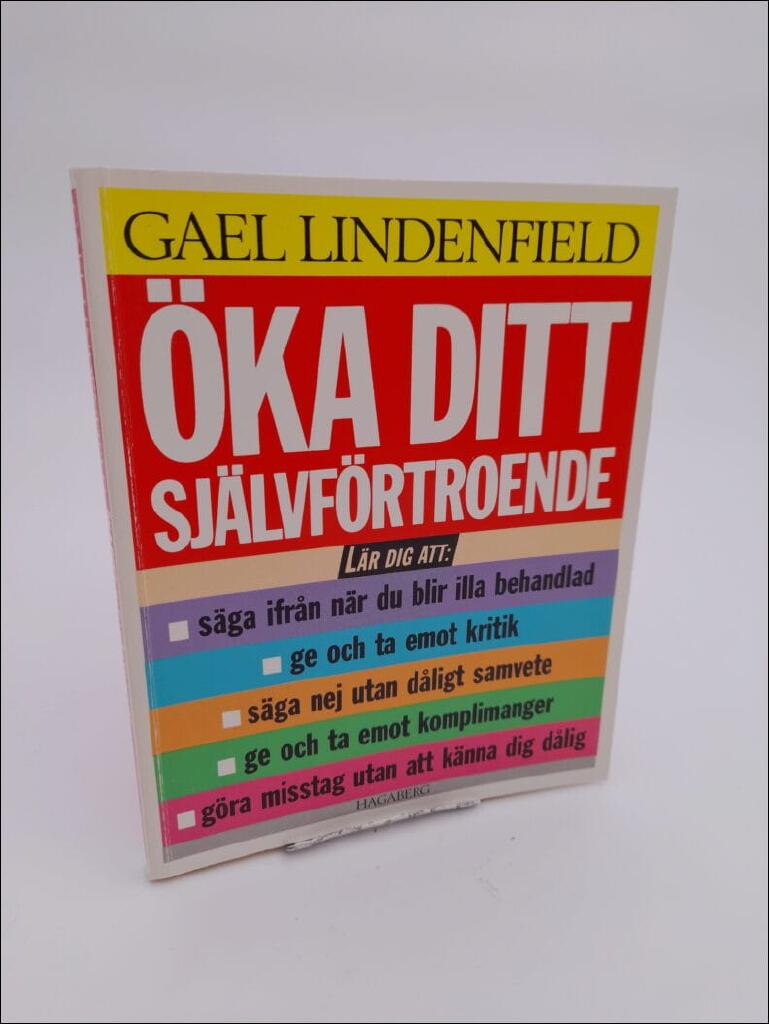 GAEL LINDENFIELD
ÖKA DITT
SJÄLVFÖRTROENDE
LÄR DIG ATT:
säga ifrån när du blir illa behandlad
ge och ta emot kritik
säga nej utan dåligt samvete
ge och ta emot komplimanger
göra misstag utan att känna dig dålig
HAGABERG